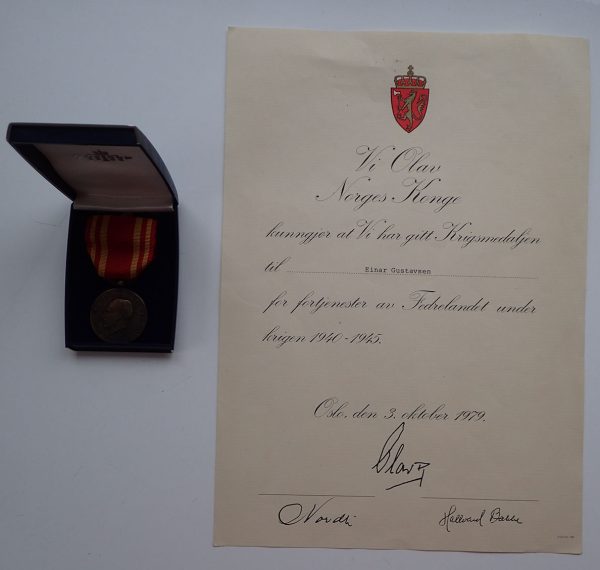 Vi Olav
Norges Konge
kunngjør at Vi har gitt Krigsmedaljen
til Einar Gustavsen
for fortjenester av Fedrelandet under
krigen 1940-1945.
Oslo, den 3. oktober 1979.
Olav R
Nordli
Hallvard Bakke